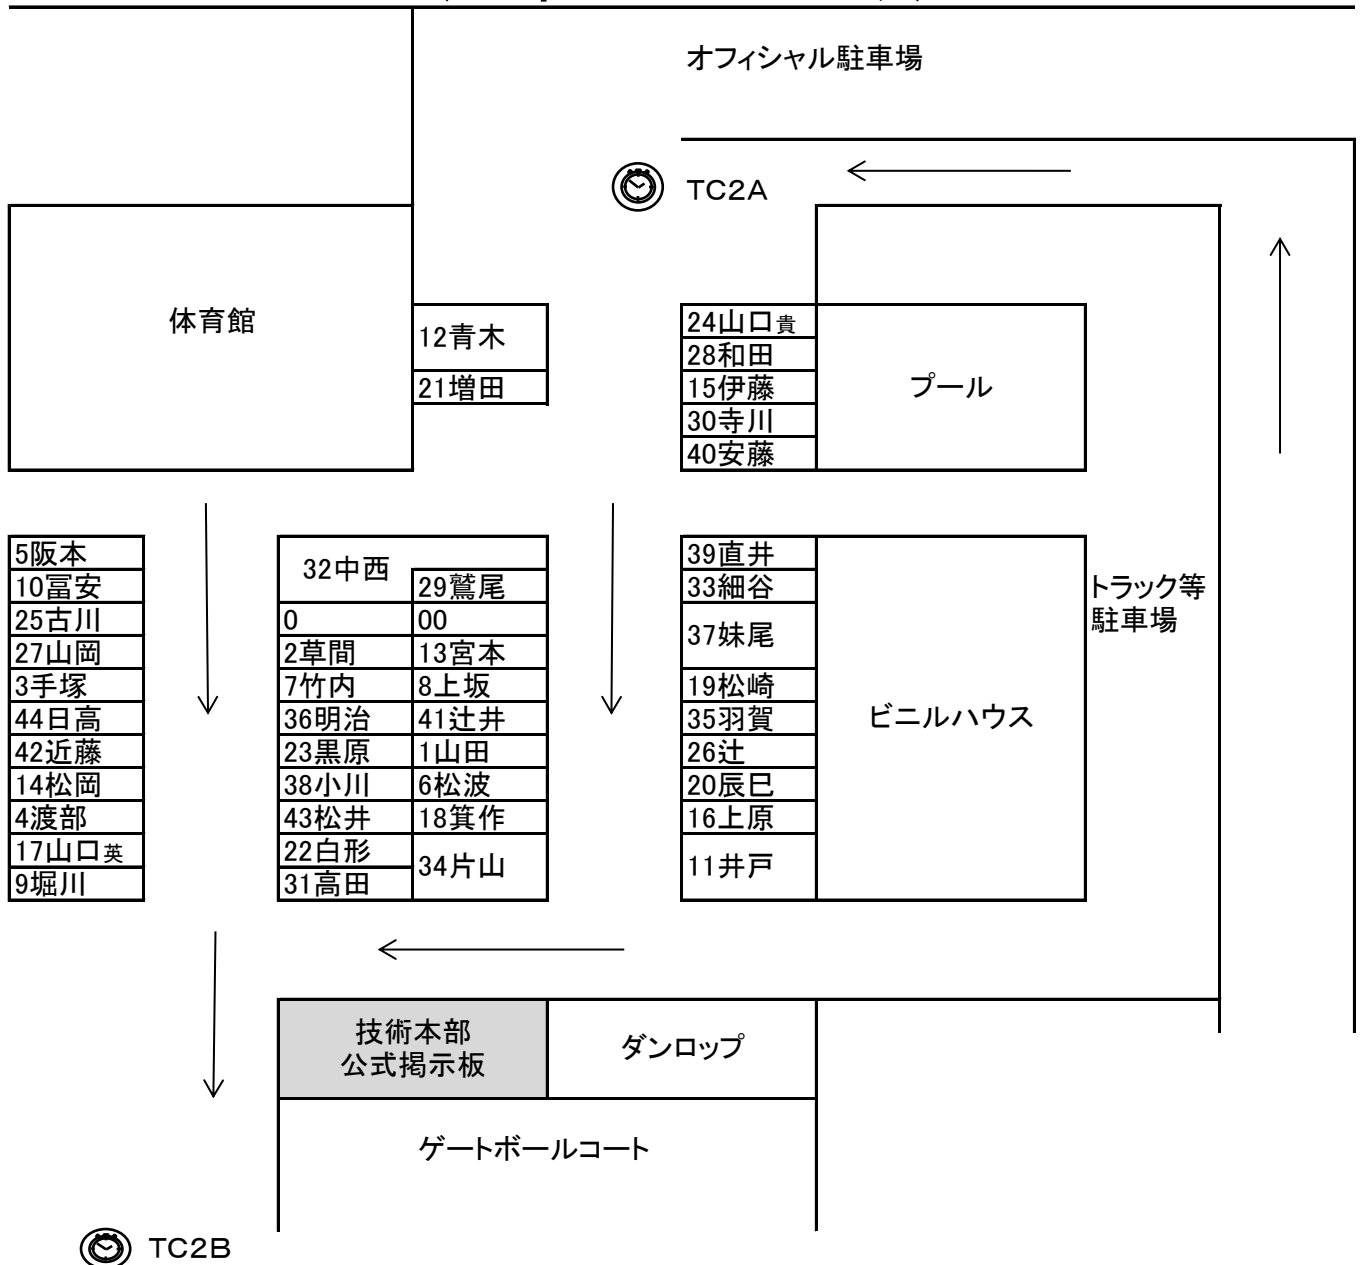 オフィシャル駐車場
TC2A
体育館
12青木
21増田
24山口貴
28和田
15伊藤
30寺川
40安藤
プール
5阪本
10冨安
25古川
27山岡
3手塚
44日高
42近藤
14松岡
4渡部
17山口英
9堀川
32中西
29鷲尾
0
00
2草間
13宮本
7竹内
8上坂
36明治
41辻井
23黒原
1山田
38小川
6松波
43松井
18箕作
22白形
34片山
31高田
39直井
33細谷
37妹尾
19松崎
35羽賀
26辻
20辰巳
16上原
11井戸
ビニルハウス
トラック等
駐車場
技術本部
公式掲示板
ダンロップ
ゲートボールコート
TC2B